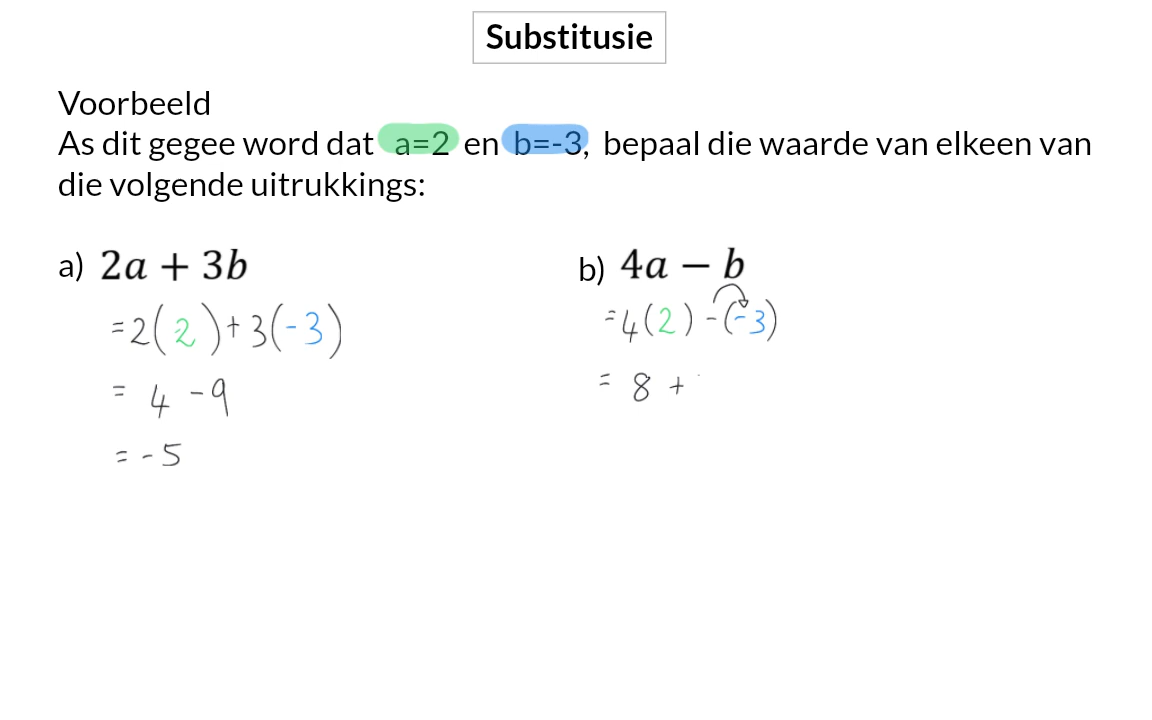 Substitusie
Voorbeeld
As dit gegee word dat a=2 en b=-3, bepaal die waarde van elkeen van
die volgende uitrukkings:
a) 2a + 3b
=2(2)+3(-3)
= 4 -9
= -5
b) 4a − b
=4(2)-(-3)
= 8 +